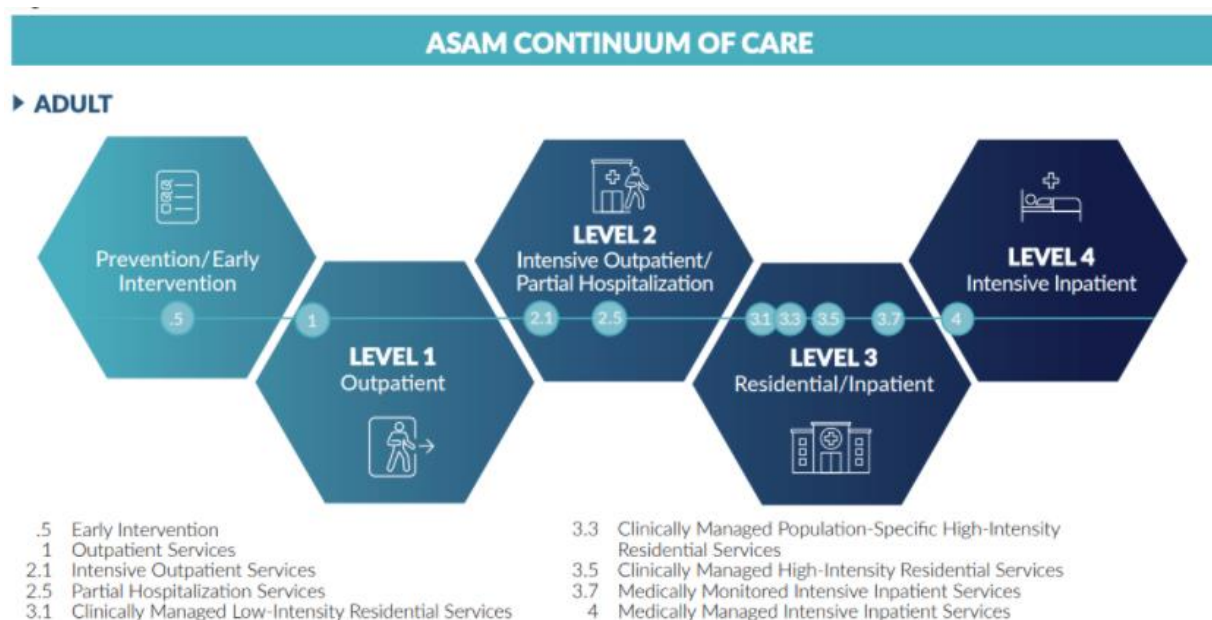 ASAM CONTINUUM OF CARE
ADULT
Prevention/Early
Intervention
LEVEL 1
Outpatient
LEVEL 2
Intensive Outpatient/
Partial Hospitalization
LEVEL 3
Residential/Inpatient
LEVEL 4
Intensive Inpatient
.5
1
2.1
2.5
3.1
3.3
3.5
3.7
4
.5 Early Intervention
1 Outpatient Services
2.1 Intensive Outpatient Services
2.5 Partial Hospitalization Services
3.1 Clinically Managed Low-Intensity Residential Services
3.3 Clinically Managed Population-Specific High-Intensity
Residential Services
3.5 Clinically Managed High-Intensity Residential Services
3.7 Medically Monitored Intensive Inpatient Services
4 Medically Managed Intensive Inpatient Services